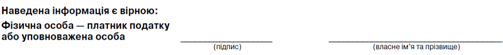 Наведена інформація є вірною:
Фізична особа — платник податку
або уповноважена особа
(підпис) (власне ім’я та прізвище)